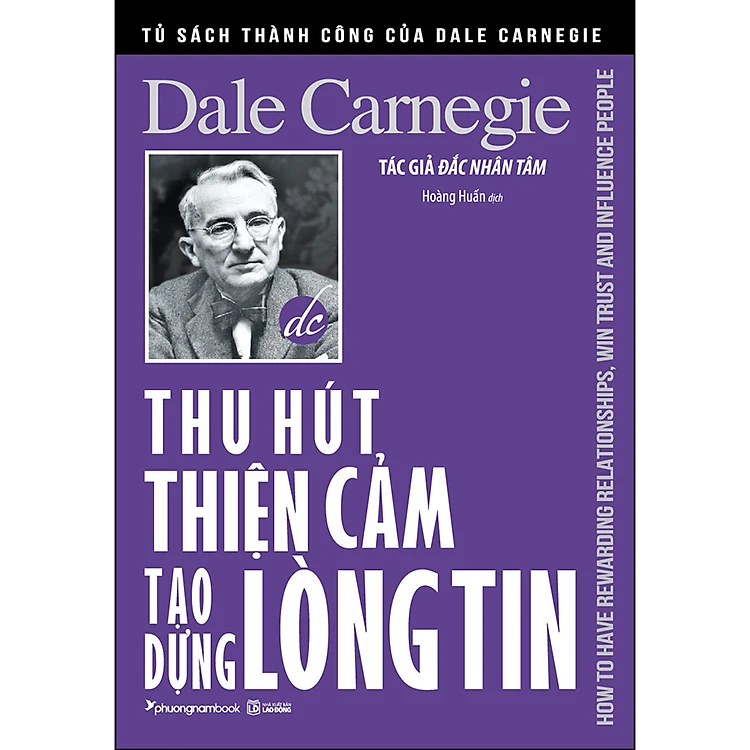 TỦ SÁCH THÀNH CÔNG CỦA DALE CARNEGIE
Dale Carnegie
TÁC GIẢ ĐẮC NHÂN TÂM
Hoàng Huấn dịch
dc
THU HÚT
THIỆN CẢM
TẠO
DỰNG
LÒNG TIN
HOW TO HAVE REWARDING RELATIONSHIPS, WIN TRUST AND INFLUENCE PEOPLE
phuongnambook
LD
NHÀ XUẤT BẢN
LAO ĐỘNG